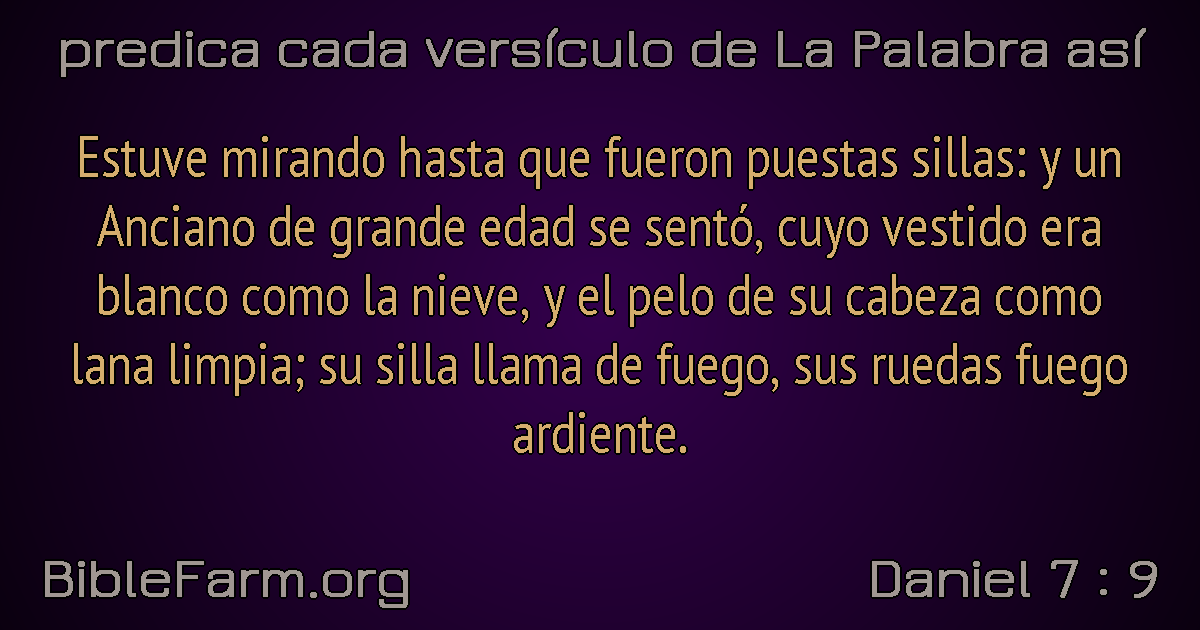 predica cada versículo de La Palabra así
Estuve mirando hasta que fueron puestas sillas: y un
Anciano de grande edad se sentó, cuyo vestido era
blanco como la nieve, y el pelo de su cabeza como
lana limpia; su silla llama de fuego, sus ruedas fuego
ardiente.
BibleFarm.org
Daniel 7 : 9